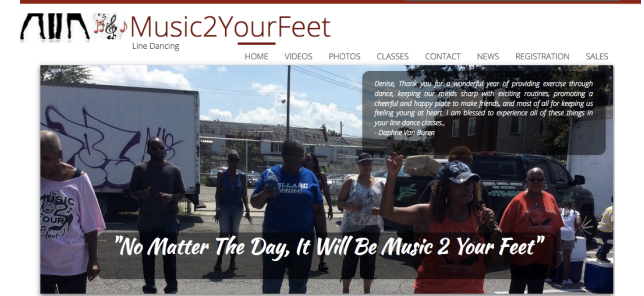 Music2YourFeet
Line Dancing
HOME VIDEOS PHOTOS CLASSES CONTACT NEWS REGISTRATION SALES
Denise, Thank you for a wonderful year of providing exercise through
dance, keeping our minds sharp with exciting routines, promoting a
cheerful and happy place to make friends, and most of all for keeping us
feeling young at heart. I am blessed to experience all of these things in
your line dance classes.,
- Daphne Van Buren
MUSIC
YOUR
feet
"No Matter The Day, It Will Be Music 2 Your Feet"